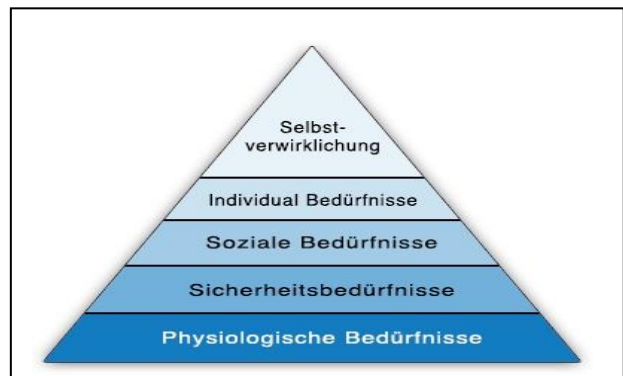 Selbst-
verwirklichung
Individual Bedürfnisse
Soziale Bedürfnisse
Sicherheitsbedürfnisse
Physiologische Bedürfnisse